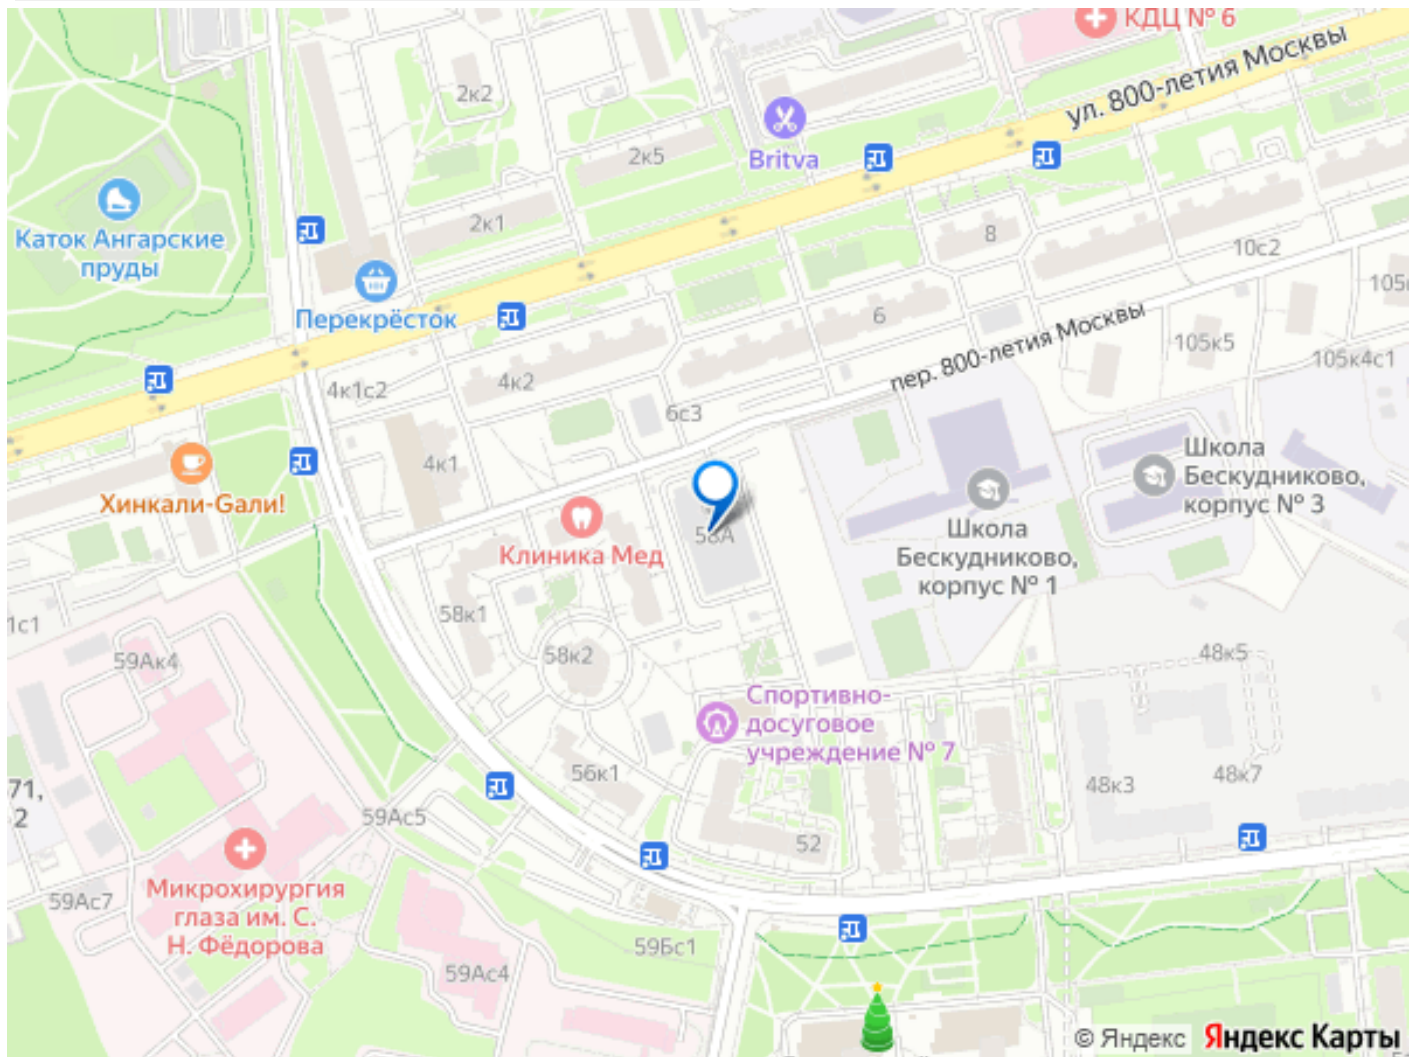 КДЦ № 6
ул. 800-летия Москвы
2к2
Britva
2к5
2к1
Каток Ангарские
пруды
8
10с2
Перекрёсток
6
пер. 800-летия Москвы
105к5
105к4с1
4к1с2
4к2
6с3
4к1
Хинкали-Gали!
Школа
Бескудниково,
корпус № 3
Школа
Бескудниково,
корпус № 1
58А
Клиника Мед
58к1
58к2
1с1
59Ак4
48к5
Спортивно-
досуговое
учреждение № 7
56к1
48к3
48к7
71,
2
59Ас5
52
Микрохирургия
глаза им. С.
Н. Фёдорова
59Ас7
59Бс1
59Ас4
© Яндекс Яндекс Карты